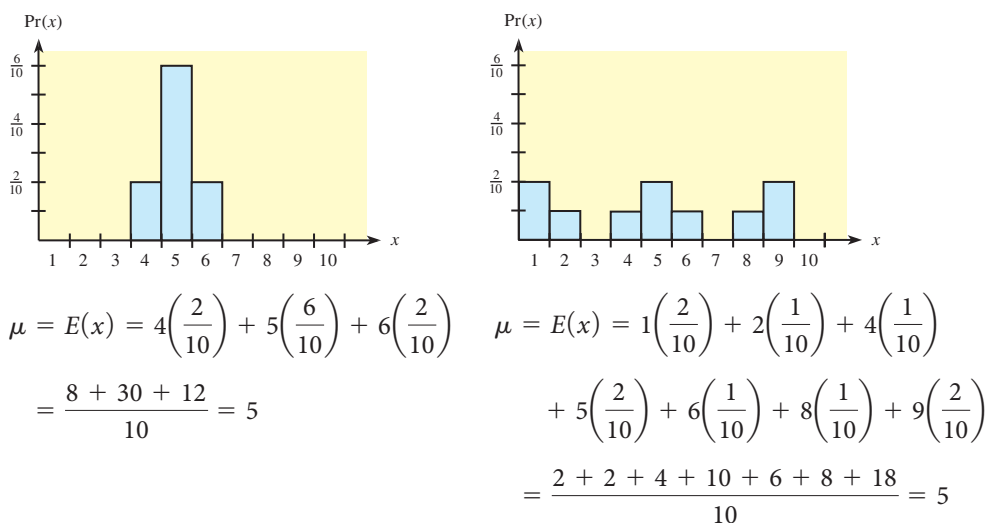 Pr(x)
6/10
4/10
2/10
x
1 2 3 4 5 6 7 8 9 10
μ = E(x) = 4(2/10) + 5(6/10) + 6(2/10)
= (8 + 30 + 12)/10 = 5
Pr(x)
6/10
4/10
2/10
x
1 2 3 4 5 6 7 8 9 10
μ = E(x) = 1(2/10) + 2(1/10) + 4(1/10)
+ 5(2/10) + 6(1/10) + 8(1/10) + 9(2/10)
= (2 + 2 + 4 + 10 + 6 + 8 + 18)/10 = 5